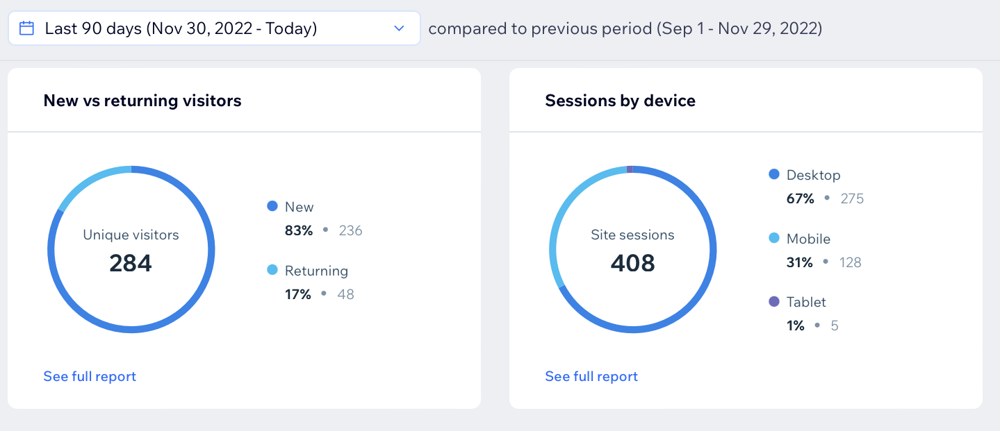 Last 90 days (Nov 30, 2022 - Today) compared to previous period (Sep 1 - Nov 29, 2022)
New vs returning visitors
Unique visitors
284
New
83% • 236
Returning
17% • 48
See full report
Sessions by device
Site sessions
408
Desktop
67% • 275
Mobile
31% • 128
Tablet
1% • 5
See full report